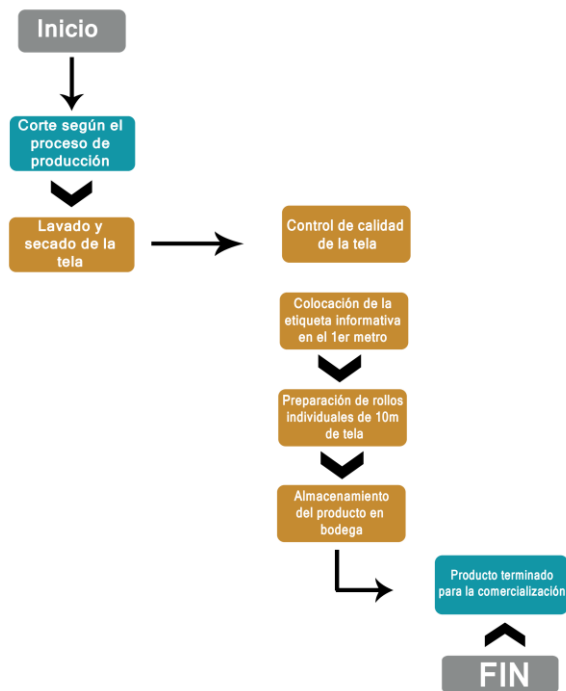 Inicio
Corte según el
proceso de
producción
Lavado y
secado de la
tela
Control de calidad
de la tela
Colocación de la
etiqueta informativa
en el 1er metro
Preparación de rollos
individuales de 10m
de tela
Almacenamiento
del producto en
bodega
Producto terminado
para la comercialización
FIN